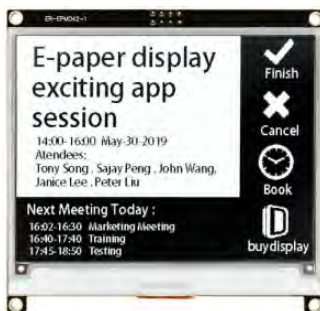 ER-EPM042-1
E-paper display
exciting app
session
14:00-16:00 May-30-2019
Atendees:
Tony Song , Sajay Peng , John Wang,
Janice Lee , Peter Liu
Finish
Cancel
Book
buydisplay
Next Meeting Today :
16:02-16:30 Marketing Meeting
16:40-17:40 Training
17:45-18:50 Testing